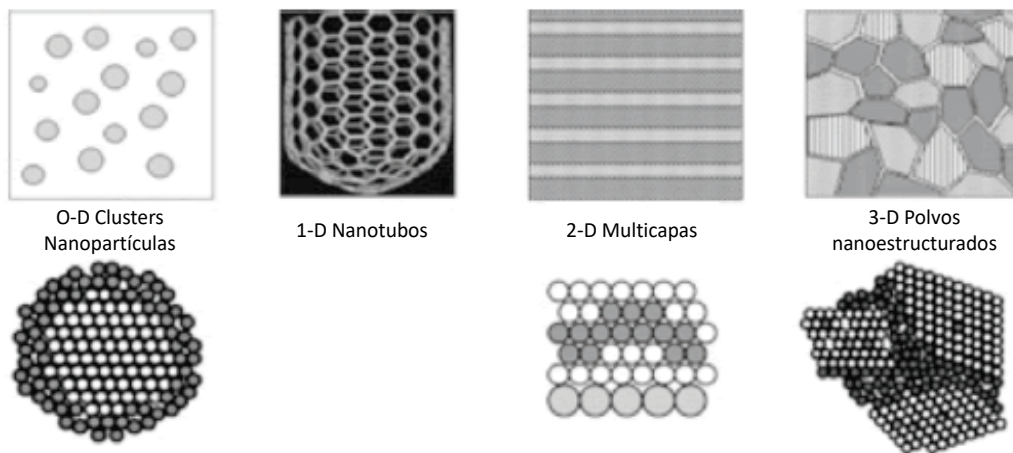 O-D Clusters
Nanopartículas
1-D Nanotubos
2-D Multicapas
3-D Polvos
nanoestructurados